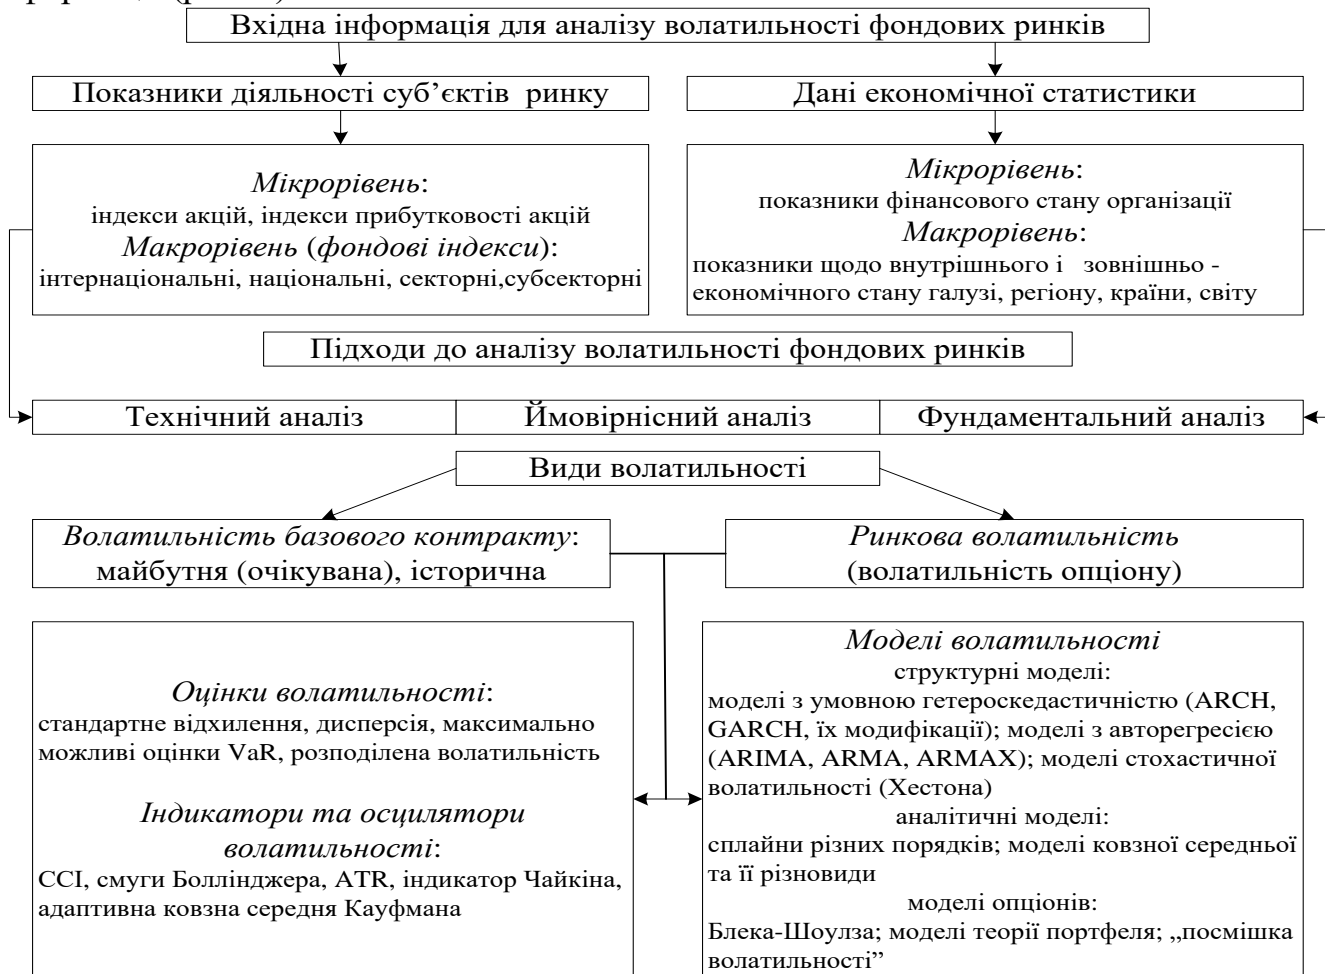 Вхідна інформація для аналізу волатильності фондових ринків
Показники діяльності суб’єктів ринку
Дані економічної статистики
Мікрорівень:
індекси акцій, індекси прибутковості акцій
Макрорівень (фондові індекси):
інтернаціональні, національні, секторні,субсекторні
Мікрорівень:
показники фінансового стану організації
Макрорівень:
показники щодо внутрішнього і зовнішньо -
економічного стану галузі, регіону, країни, світу
Підходи до аналізу волатильності фондових ринків
Технічний аналіз
Ймовірнісний аналіз
Фундаментальний аналіз
Види волатильності
Волатильність базового контракту:
майбутня (очікувана), історична
Ринкова волатильність
(волатильність опціону)
Оцінки волатильності:
стандартне відхилення, дисперсія, максимально
можливі оцінки VaR, розподілена волатильність
Індикатори та осцилятори
волатильності:
CCI, смуги Боллінджера, ATR, індикатор Чайкіна,
адаптивна ковзна середня Кауфмана
Моделі волатильності
структурні моделі:
моделі з умовною гетероскедастичністю (ARCH,
GARCH, їх модифікації); моделі з авторегресією
(ARIMA, ARMA, ARMAX); моделі стохастичної
волатильності (Хестона)
аналітичні моделі:
сплайни різних порядків; моделі ковзної середньої
та її різновиди
моделі опціонів:
Блека-Шоулза; моделі теорії портфеля; „посмішка
волатильності”